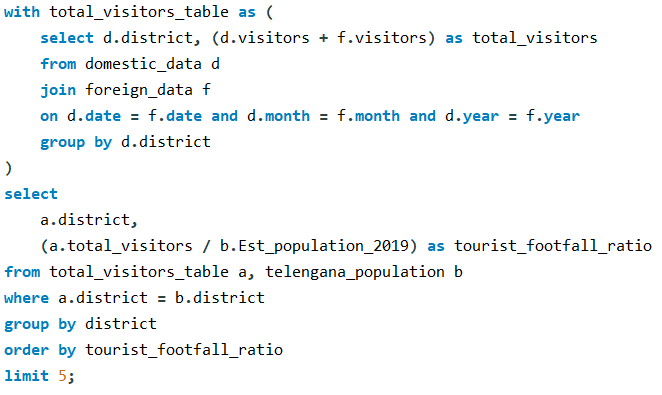 with total_visitors_table as (
    select d.district, (d.visitors + f.visitors) as total_visitors
    from domestic_data d
    join foreign_data f
    on d.date = f.date and d.month = f.month and d.year = f.year
    group by d.district
)
select
    a.district,
    (a.total_visitors / b.Est_population_2019) as tourist_footfall_ratio
from total_visitors_table a, telengana_population b
where a.district = b.district
group by district
order by tourist_footfall_ratio
limit 5;